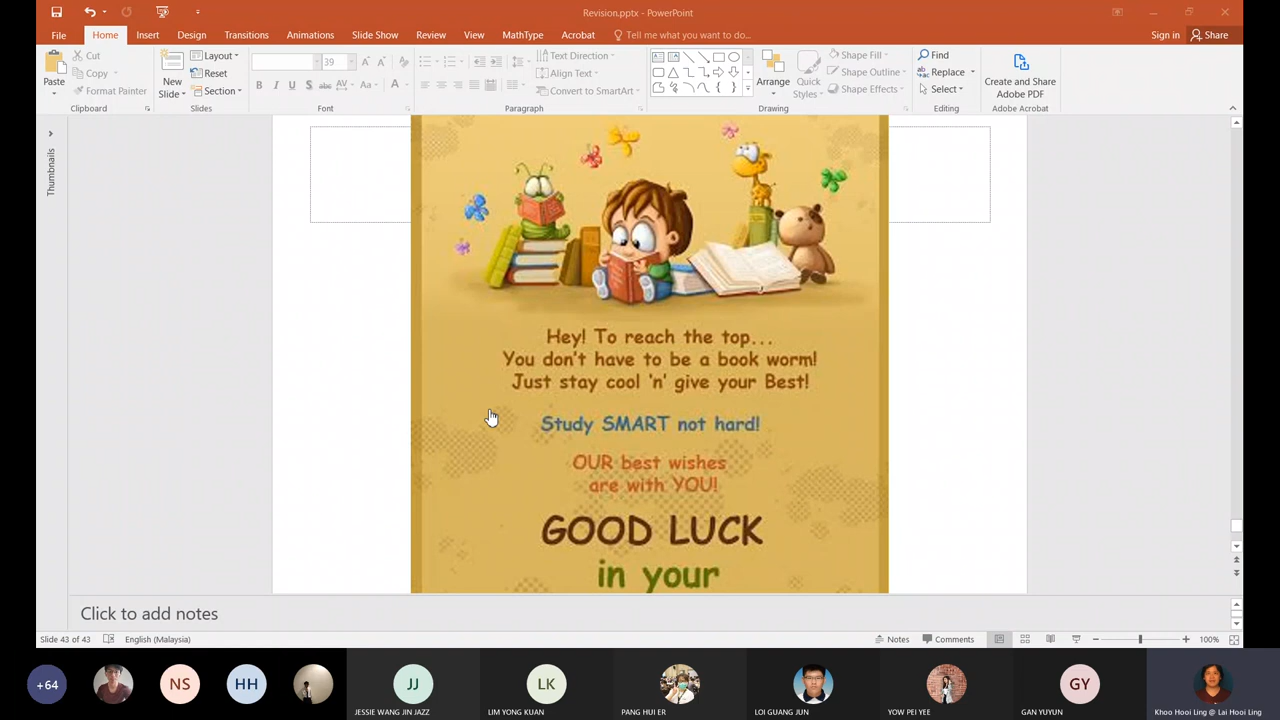 Revision.pptx - PowerPoint
File Home Insert Design Transitions Animations Slide Show Review View MathType Acrobat Tell me what you want to do... Sign in Share
Paste
Cut
Copy
Format Painter
Clipboard
New Slide
Layout
Reset
Section
Slides
39
B I U S abc AV Aa A
Font
Text Direction
Align Text
Convert to SmartArt
Paragraph
Arrange
Quick Styles
Shape Fill
Shape Outline
Shape Effects
Drawing
Find
Replace
Select
Editing
Create and Share Adobe PDF
Adobe Acrobat
Thumbnails
Hey! To reach the top...
You don't have to be a book worm!
Just stay cool 'n' give your Best!
Study SMART not hard!
OUR best wishes
are with YOU!
GOOD LUCK
in your
Click to add notes
Slide 43 of 43 English (Malaysia) Notes Comments 100%
+64 NS HH JJ LK GY
JESSIE WANG JIN JAZZ LIM YONG KUAN PANG HUI ER LOI GUANG JUN YOW PEI YEE GAN YUYUN Khoo Hooi Ling @ Lai Hooi Ling